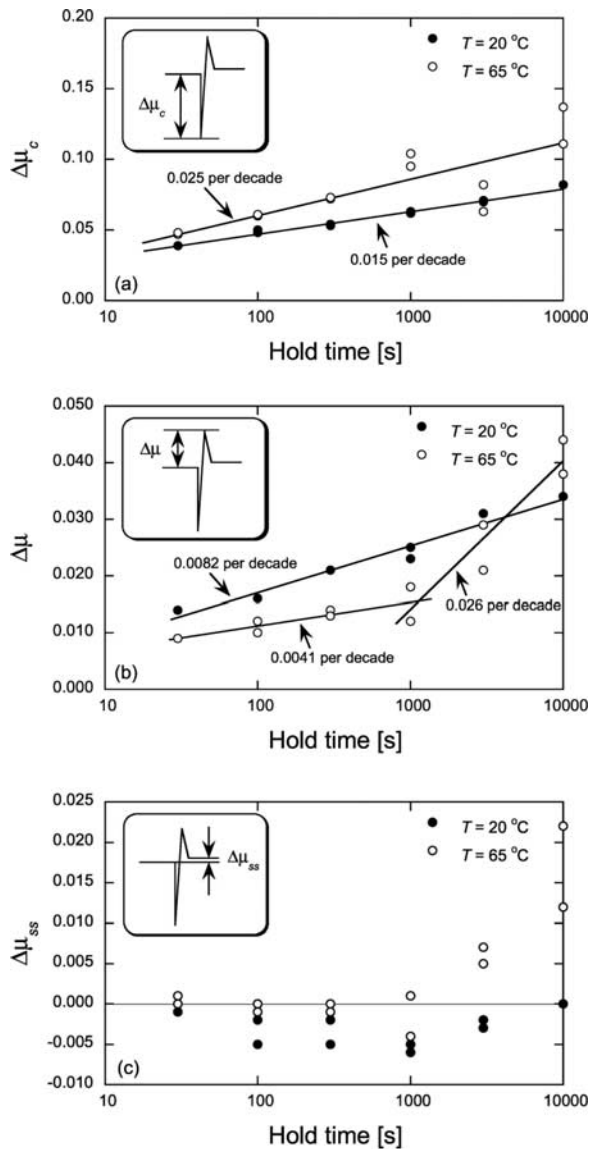 0.20
T = 20 °C
T = 65 °C
0.15
Δμc
Δμc
0.10
0.025 per decade
0.05
0.015 per decade
(a)
0.00
10 100 1000 10000
Hold time [s]
0.050
T = 20 °C
Δμ
T = 65 °C
0.040
Δμ
0.030
0.0082 per decade
0.020
0.026 per decade
0.010
0.0041 per decade
(b)
0.000
10 100 1000 10000
Hold time [s]
0.025
T = 20 °C
0.020
T = 65 °C
Δμss
0.015
Δμss
0.010
0.005
0.000
-0.005
(c)
-0.010
10 100 1000 10000
Hold time [s]